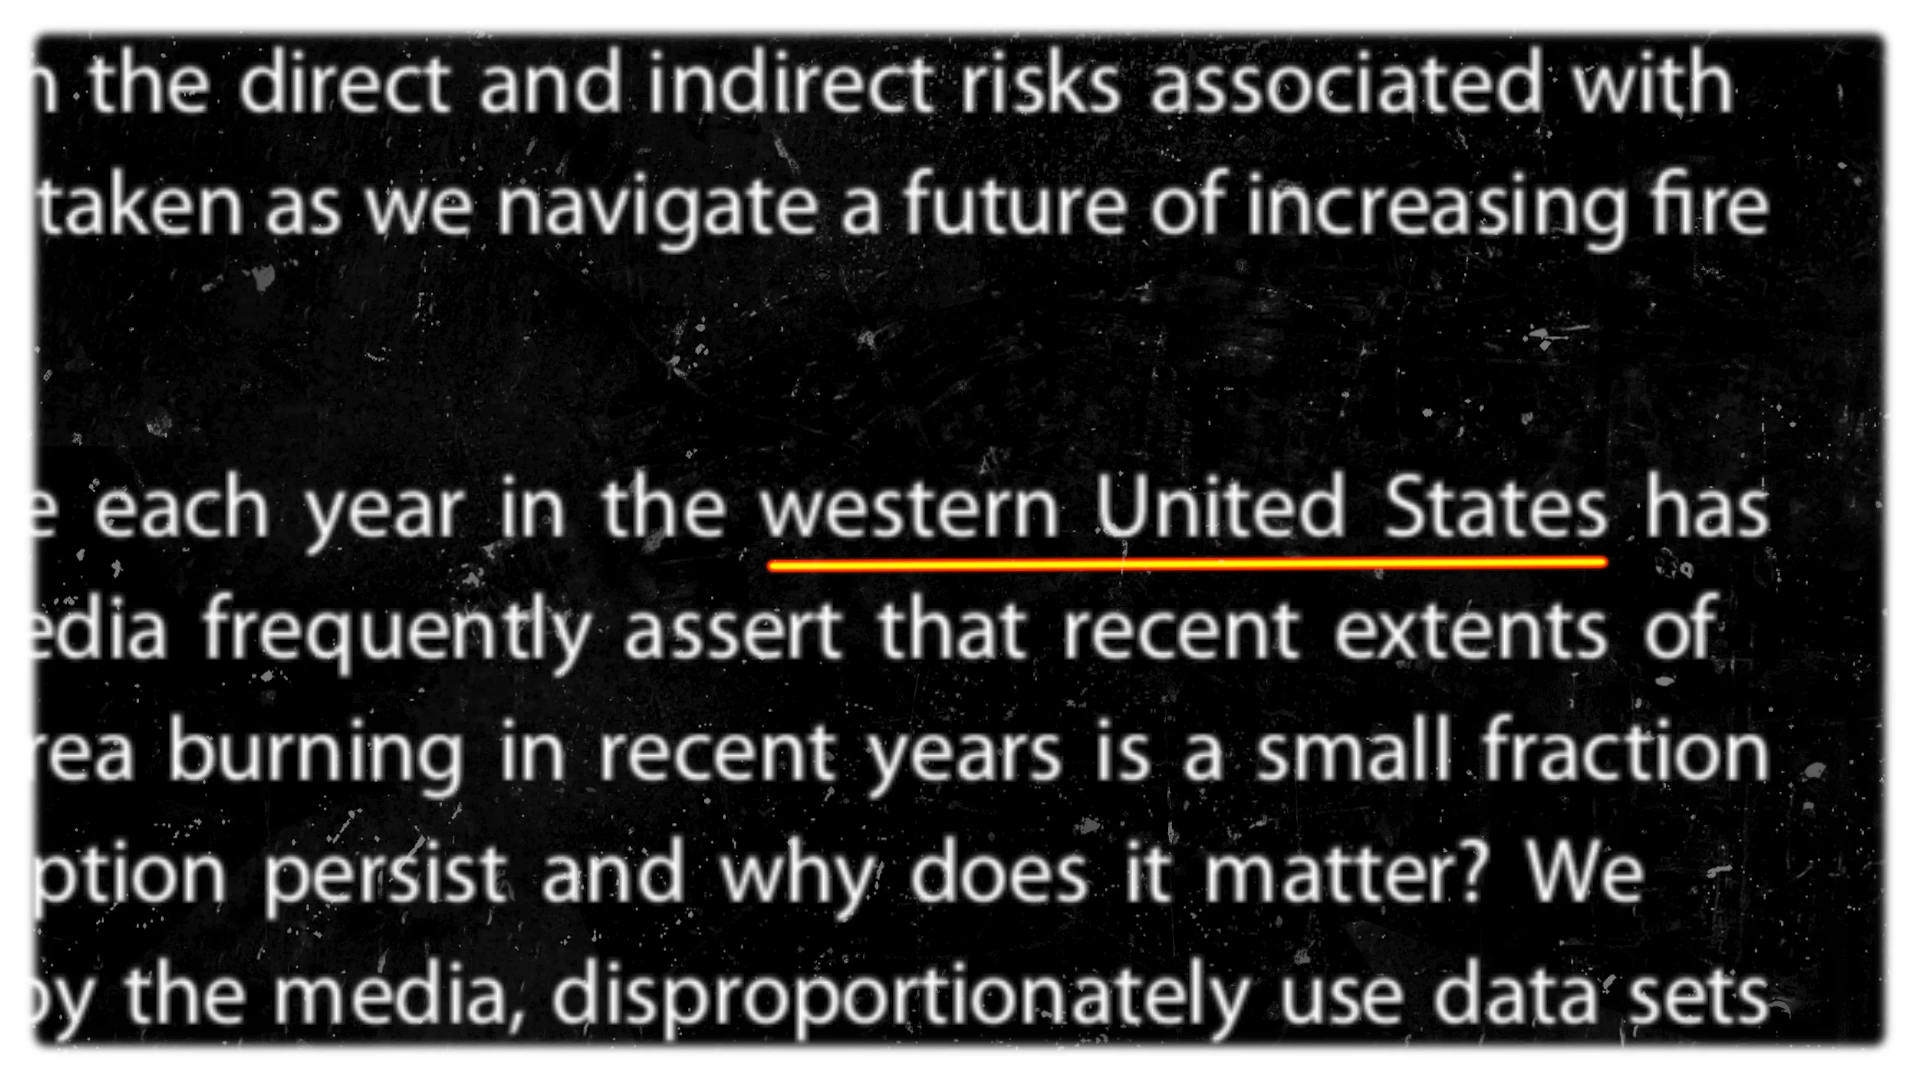 the direct and indirect risks associated with
taken as we navigate a future of increasing fire
each year in the western United States has
frequently assert that recent extents of
burning in recent years is a small fraction
persist and why does it matter? We
by the media, disproportionately use data sets